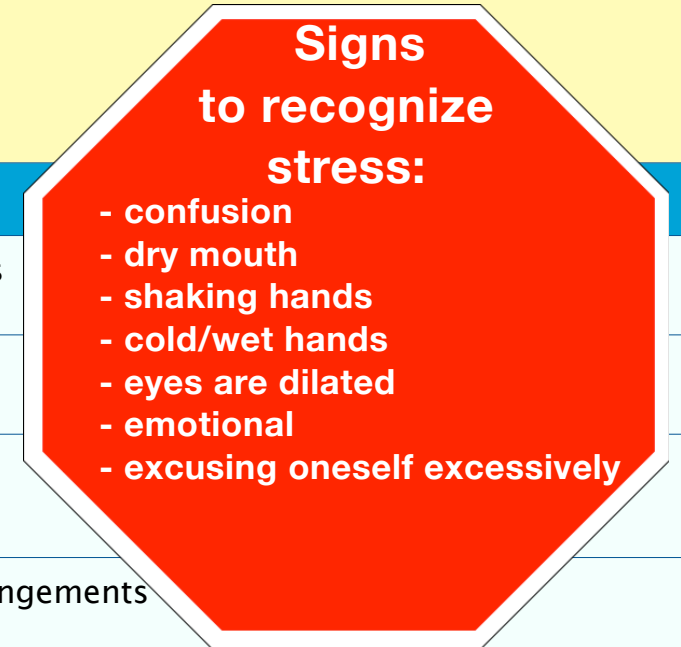 Signs
to recognize
stress:
- confusion
- dry mouth
- shaking hands
- cold/wet hands
- eyes are dilated
- emotional
- excusing oneself excessively